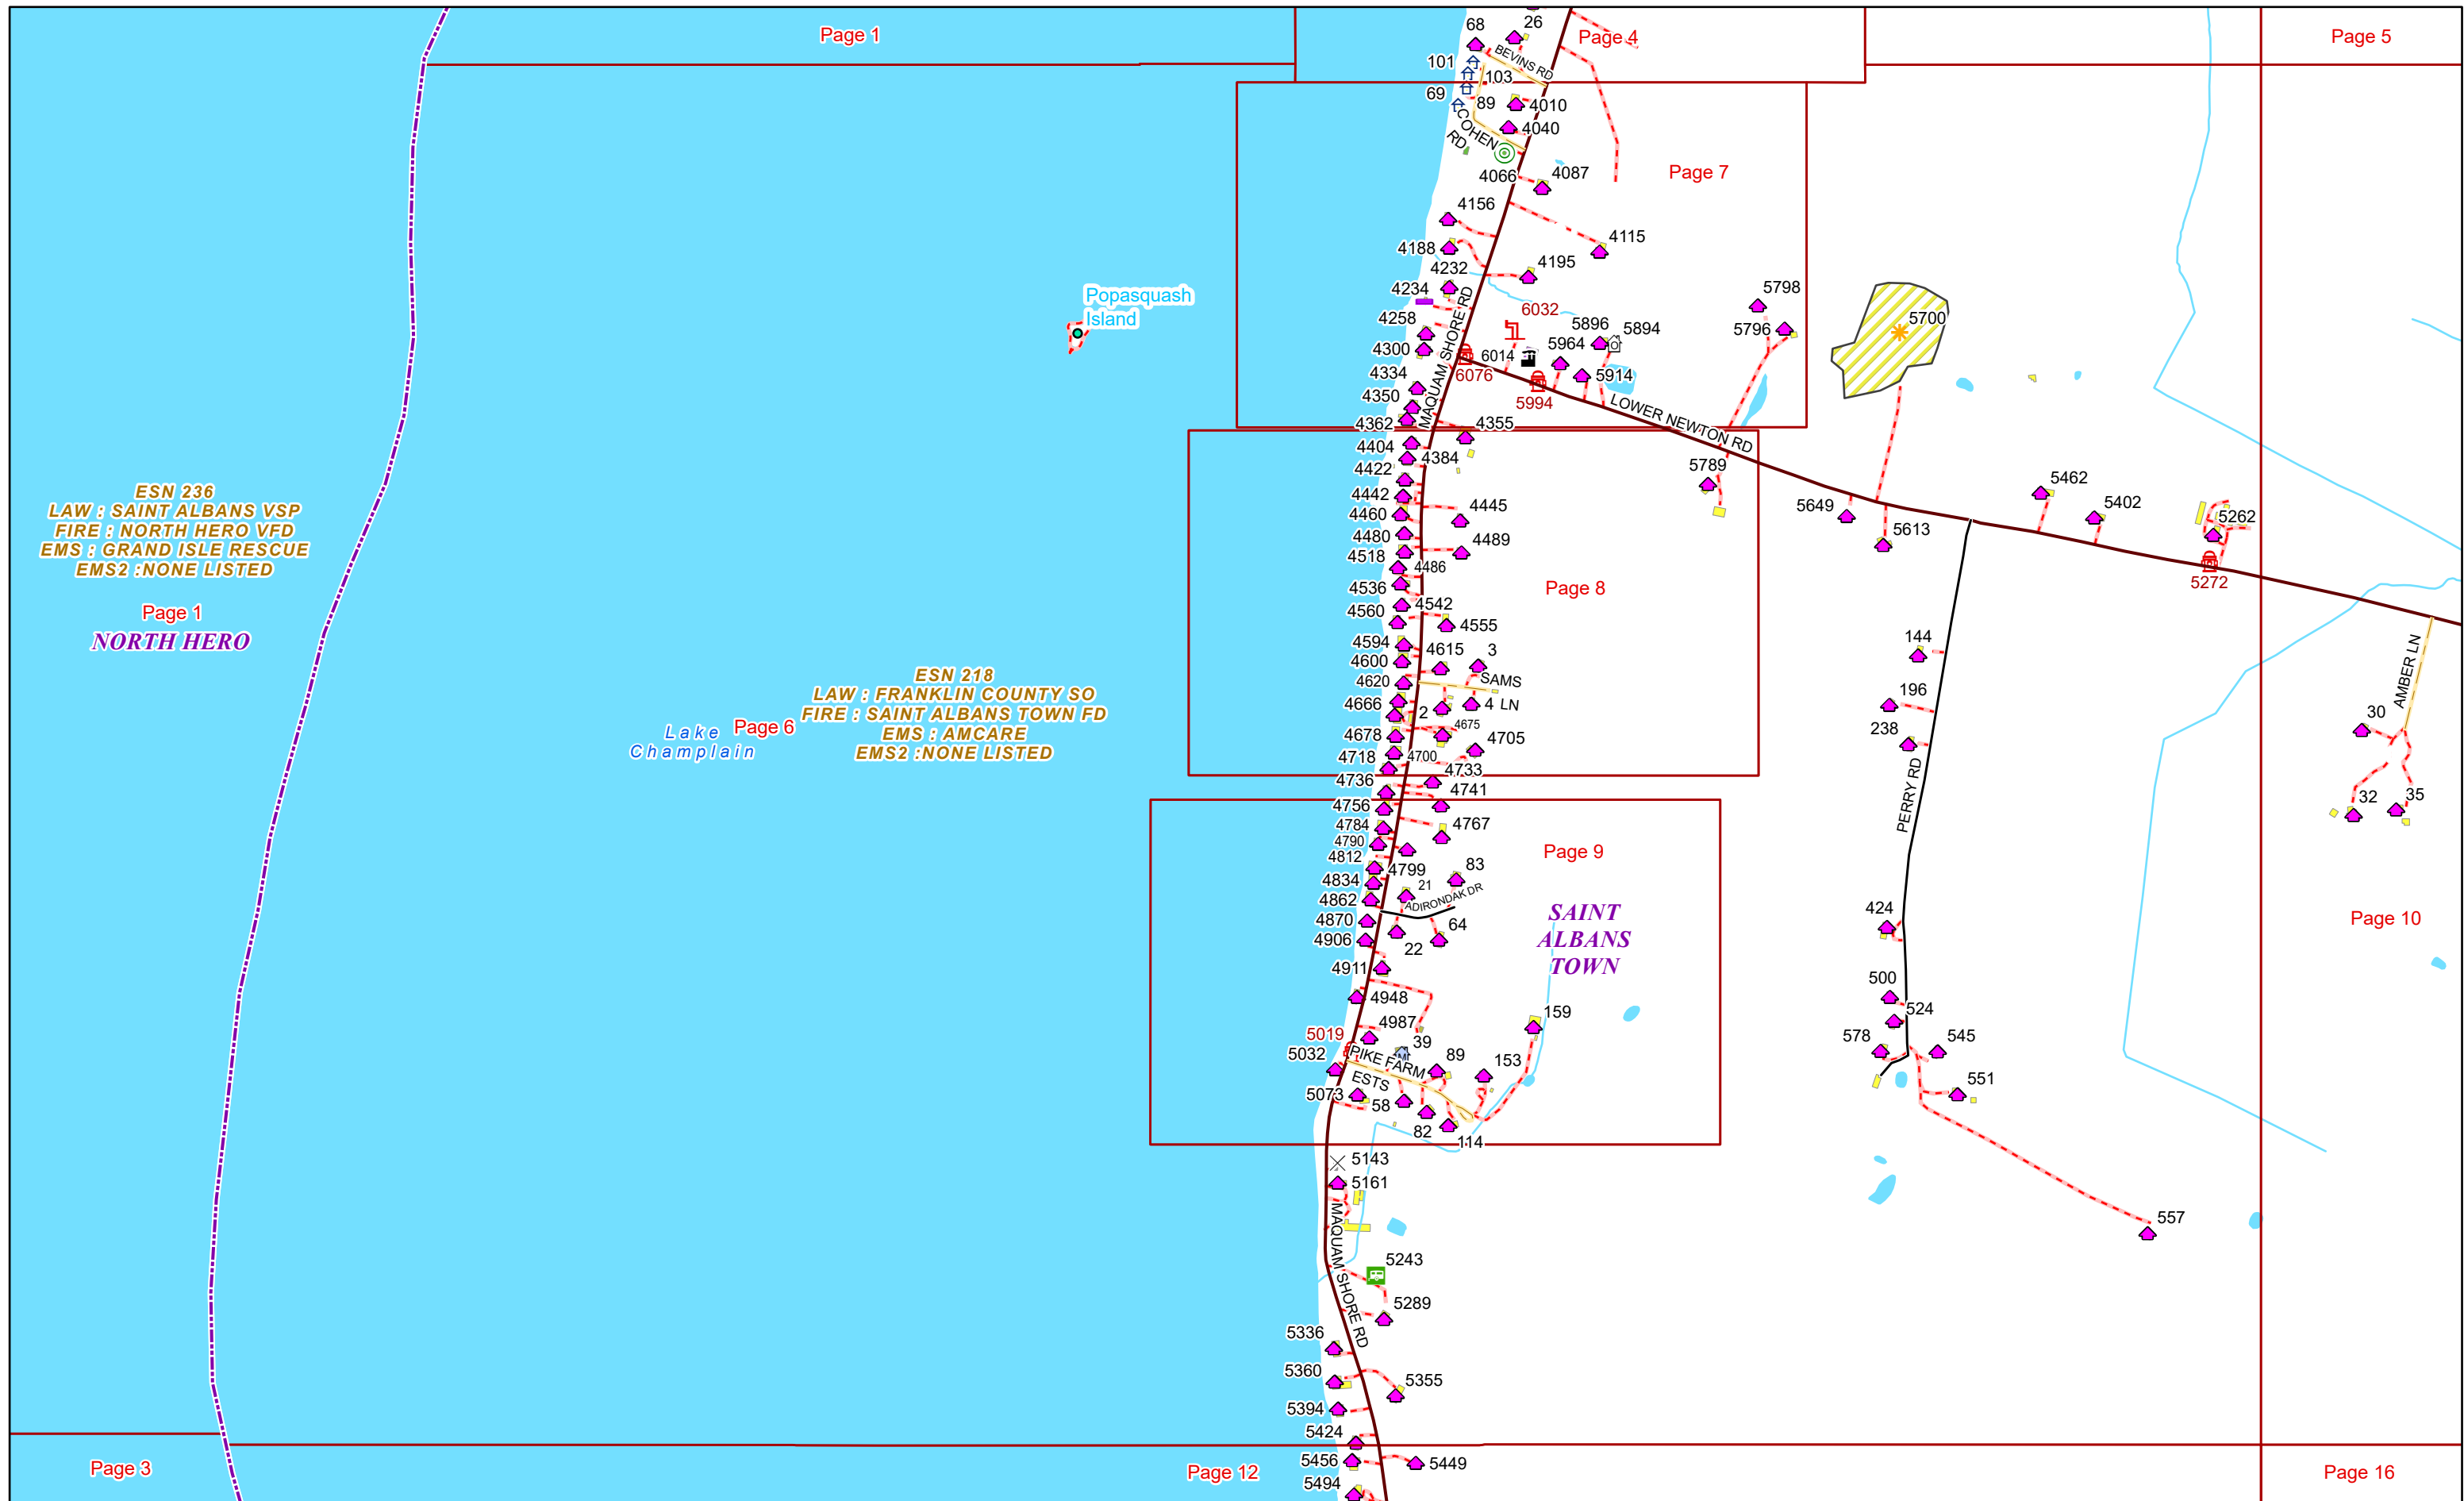 Page 1
68
26
Page 4
Page 5
BEVINS RD
101
103
69
89
4010
COHEN
RD
4040
4066
4087
Page 7
4156
4188
4115
4232
4195
4234
Popasquash
Island
5798
6032
4258
5896
5894
5796
5700
4300
6014
5964
6076
5914
4334
5994
4350
MAQUAM SHORE RD
LOWER NEWTON RD
4362
4355
4404
4384
4422
5789
5462
4442
4445
5649
5402
5262
4460
5613
4480
4489
4518
4486
5272
4536
Page 8
4542
4560
4555
ESN 236
LAW : SAINT ALBANS VSP
FIRE : NORTH HERO VFD
EMS : GRAND ISLE RESCUE
EMS2 :NONE LISTED
Page 1
NORTH HERO
4594
4615
3
144
4600
4620
SAMS
LN
4
2
4666
196
AMBER LN
ESN 218
LAW : FRANKLIN COUNTY SO
FIRE : SAINT ALBANS TOWN FD
EMS : AMCARE
EMS2 :NONE LISTED
Lake
Champlain
Page 6
4675
30
4678
4705
238
4718
4700
4733
PERRY RD
4736
4741
32
35
4756
4784
4767
4790
4812
Page 9
4799
83
4834
21
4862
ADIRONDAK DR
424
4870
64
SAINT
ALBANS
TOWN
Page 10
4906
22
4911
4948
500
4987
159
524
5019
39
5032
PIKE FARM
ESTS
89
153
578
545
5073
58
551
82
114
5143
5161
557
MAQUAM SHORE RD
5243
5289
5336
5360
5355
5394
5424
5456
5449
Page 3
Page 12
Page 16
5494